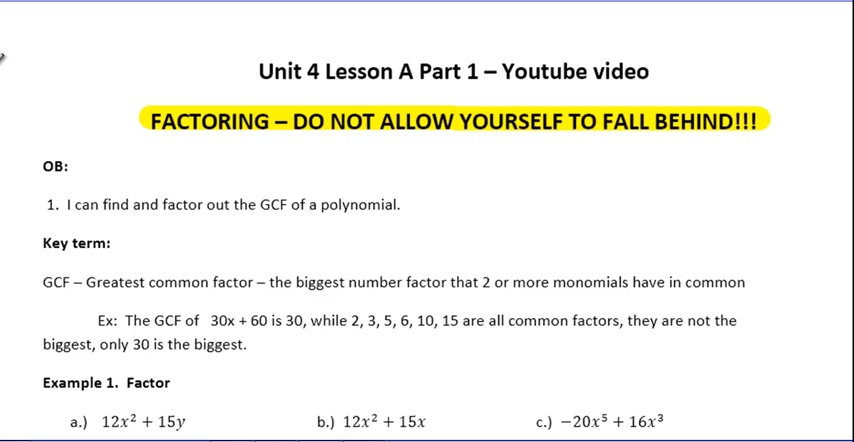 Unit 4 Lesson A Part 1 – Youtube video
FACTORING – DO NOT ALLOW YOURSELF TO FALL BEHIND!!!
OB:
1. I can find and factor out the GCF of a polynomial.
Key term:
GCF – Greatest common factor – the biggest number factor that 2 or more monomials have in common
Ex: The GCF of 30x + 60 is 30, while 2, 3, 5, 6, 10, 15 are all common factors, they are not the
biggest, only 30 is the biggest.
Example 1. Factor
a.) 12x² + 15y b.) 12x² + 15x c.) −20x⁵ + 16x³